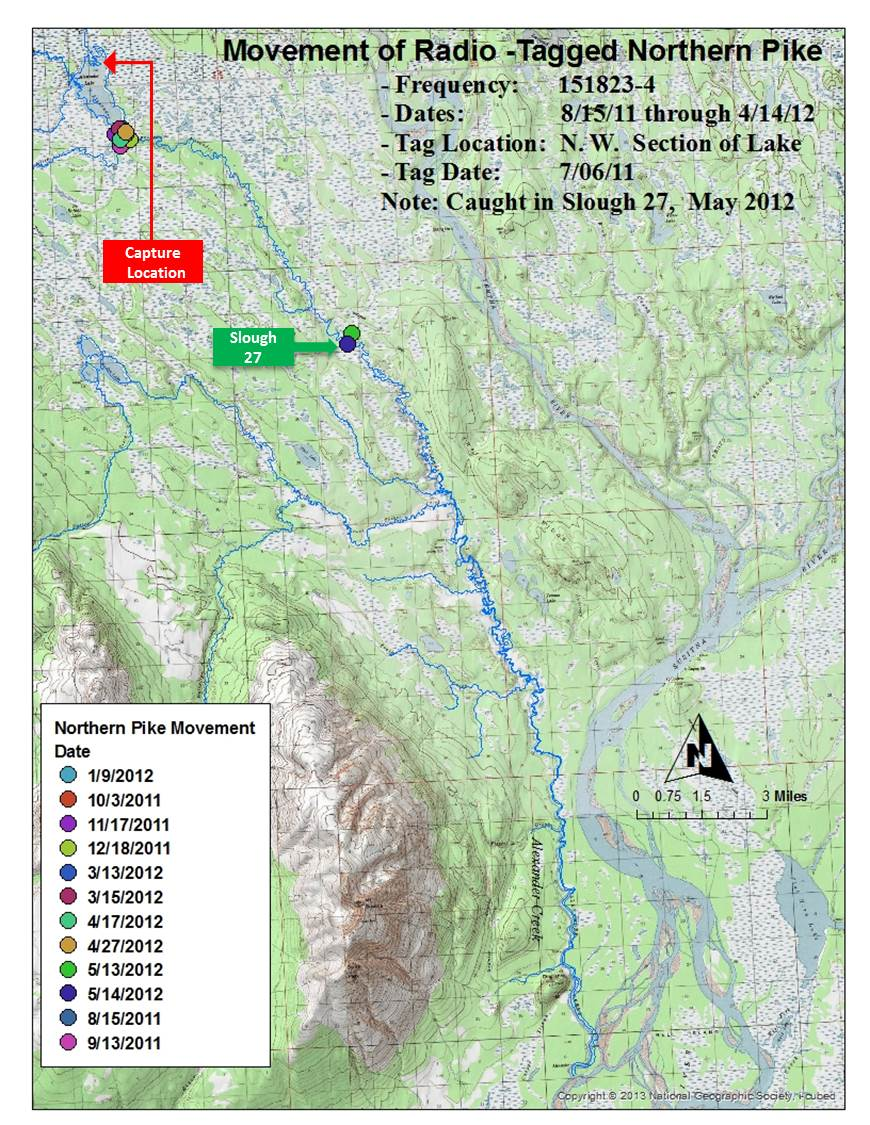 Movement of Radio -Tagged Northern Pike
- Frequency: 151823-4
- Dates: 8/15/11 through 4/14/12
- Tag Location: N. W. Section of Lake
- Tag Date: 7/06/11
Note: Caught in Slough 27, May 2012
Capture
Location
Slough
27
RIVER
RIVER
SUSITNA
N
0 0.75 1.5 3 Miles
Alexander Creek
Northern Pike Movement
Date
1/9/2012
10/3/2011
11/17/2011
12/18/2011
3/13/2012
3/15/2012
4/17/2012
4/27/2012
5/13/2012
5/14/2012
8/15/2011
9/13/2011
Copyright © 2013 National Geographic Society, i-cubed